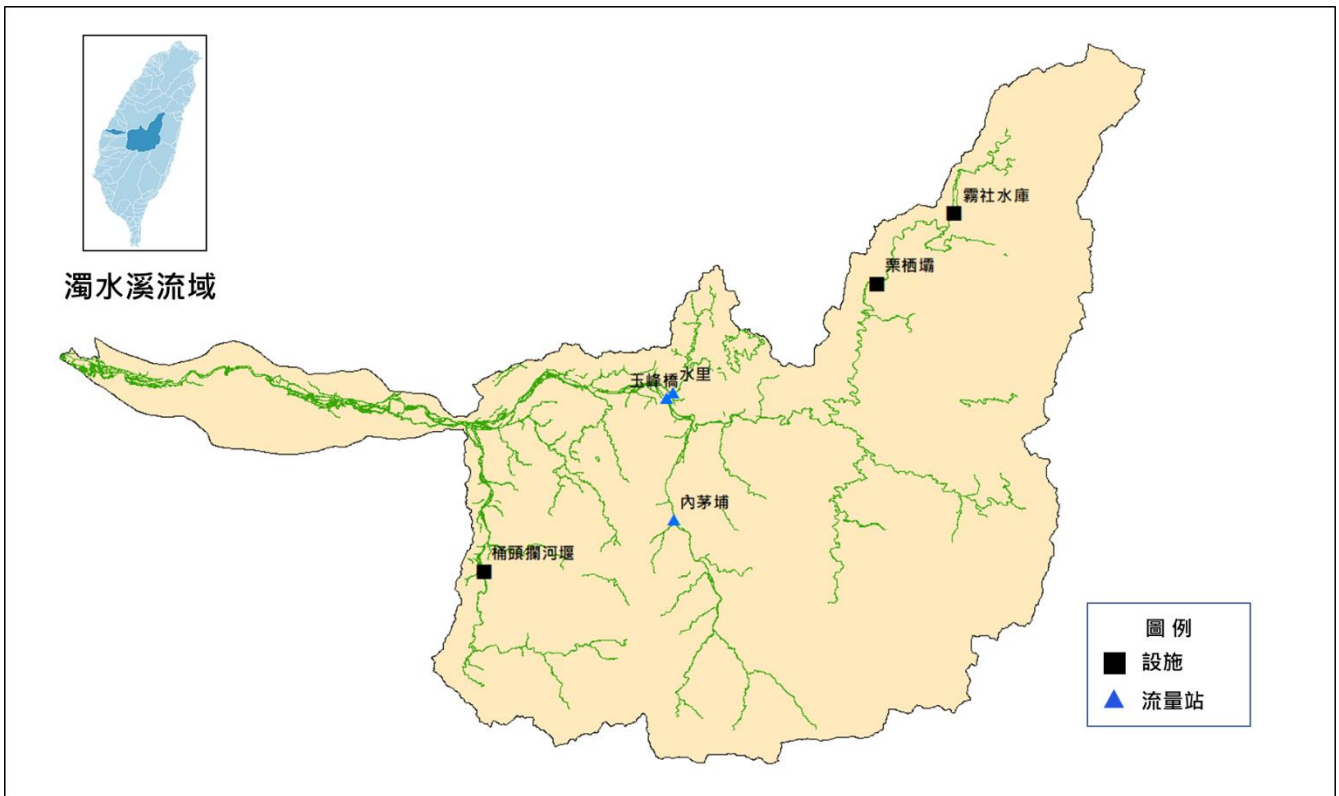 濁水溪流域
霧社水庫
栗栖壩
玉峰橋
水里
內茅埔
桶頭攔河堰
圖例
設施
流量站